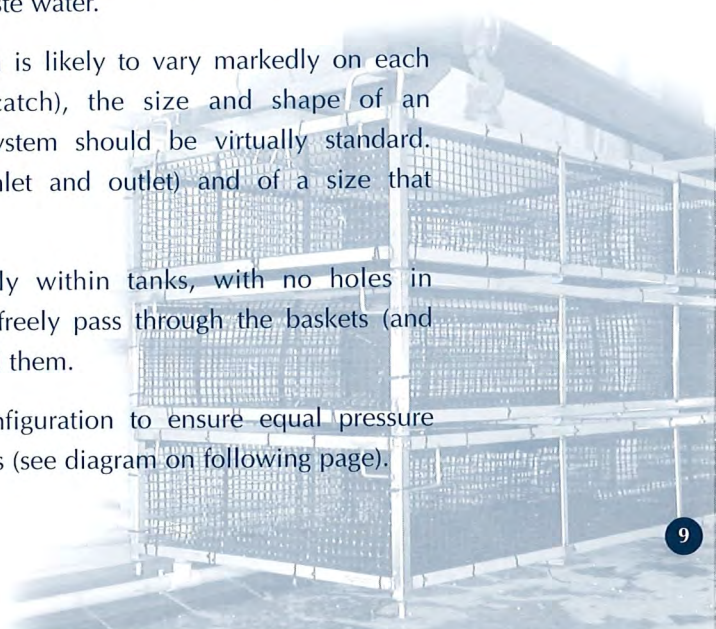 ste water.
is likely to vary markedly on each
catch), the size and shape of an
ystem should be virtually standard.
nlet and outlet) and of a size that
ly within tanks, with no holes in
freely pass through the baskets (and
them.
nfiguration to ensure equal pressure
s (see diagram on following page).
9